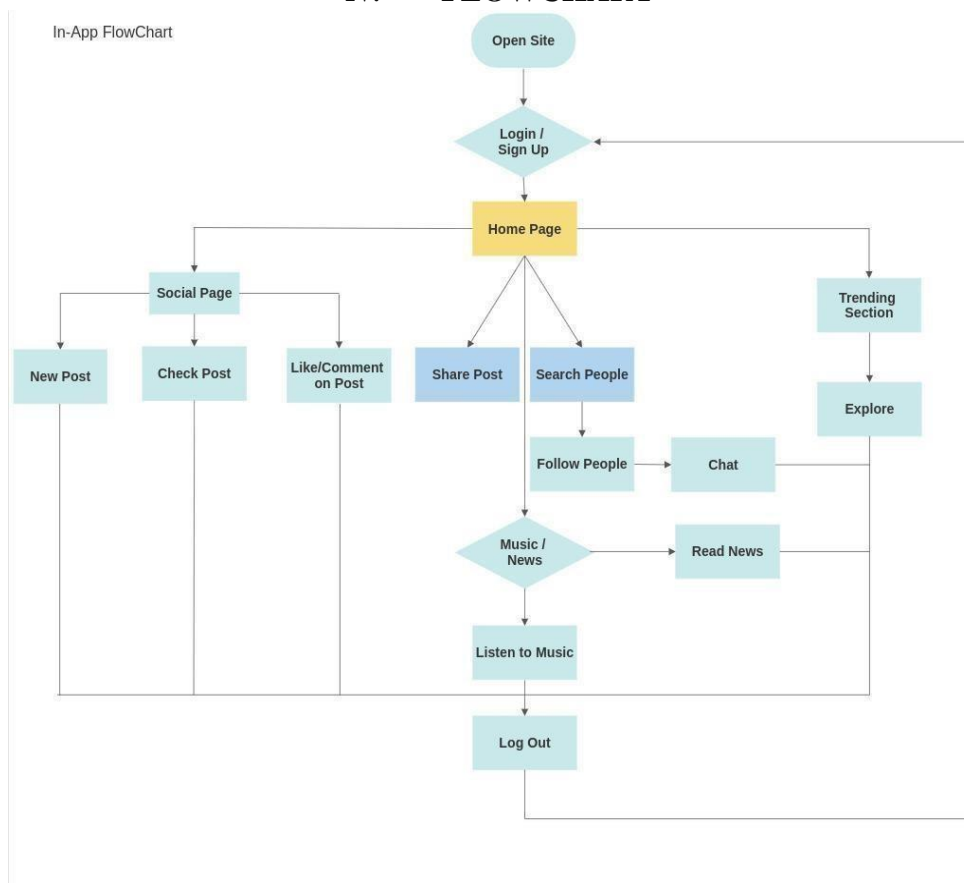 In-App FlowChart
Open Site
Login /
Sign Up
Home Page
Social Page
Trending
Section
New Post
Check Post
Like/Comment
on Post
Share Post
Search People
Explore
Follow People
Chat
Music /
News
Read News
Listen to Music
Log Out